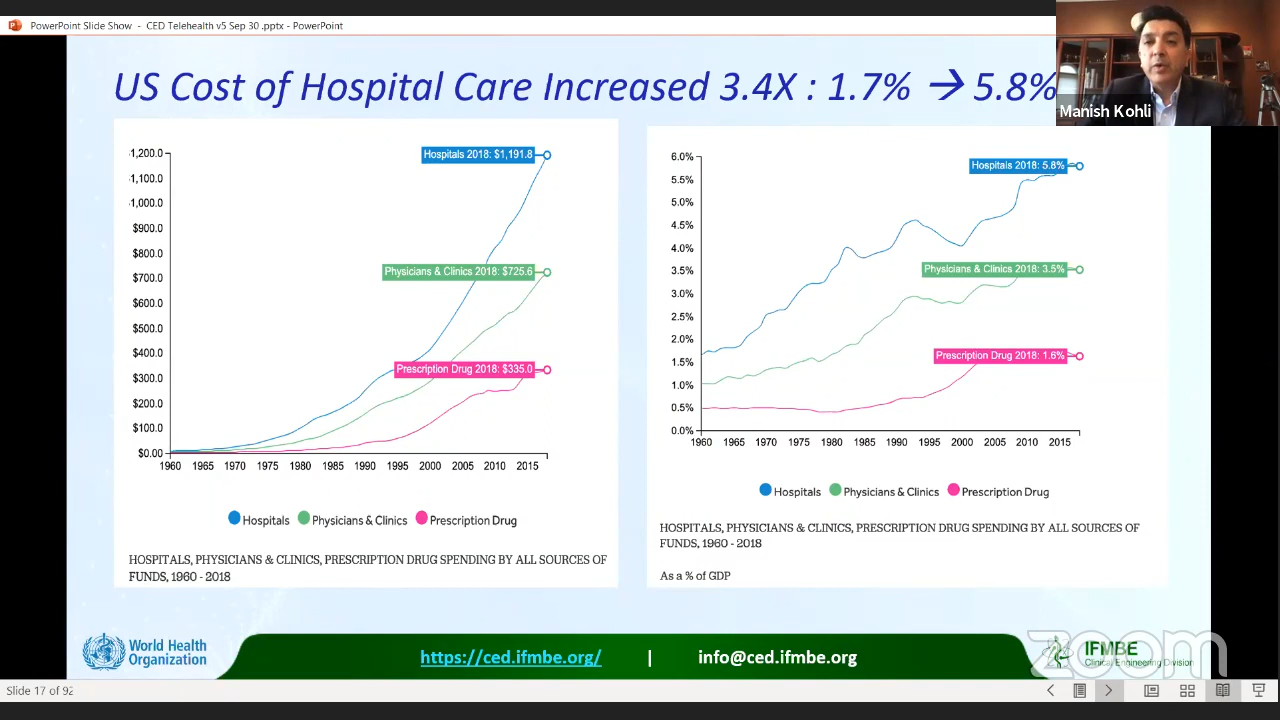 PowerPoint Slide Show - CED Telehealth v5 Sep 30 .pptx - PowerPoint
US Cost of Hospital Care Increased 3.4X : 1.7% → 5.8%
Manish Kohli
1,200.0
1,100.0
1,000.0
$900.0
$800.0
$700.0
$600.0
$500.0
$400.0
$300.0
$200.0
$100.0
$0.00
Hospitals 2018: $1,191.8
Physicians & Clinics 2018: $725.6
Prescription Drug 2018: $335.0
1960 1965 1970 1975 1980 1985 1990 1995 2000 2005 2010 2015
Hospitals Physicians & Clinics Prescription Drug
HOSPITALS, PHYSICIANS & CLINICS, PRESCRIPTION DRUG SPENDING BY ALL SOURCES OF
FUNDS, 1960 - 2018
6.0%
5.5%
5.0%
4.5%
4.0%
3.5%
3.0%
2.5%
2.0%
1.5%
1.0%
0.5%
0.0%
Hospitals 2018: 5.8%
Physicians & Clinics 2018: 3.5%
Prescription Drug 2018: 1.6%
1960 1965 1970 1975 1980 1985 1990 1995 2000 2005 2010 2015
Hospitals Physicians & Clinics Prescription Drug
HOSPITALS, PHYSICIANS & CLINICS, PRESCRIPTION DRUG SPENDING BY ALL SOURCES OF
FUNDS, 1960 - 2018
As a % of GDP
World Health
Organization
https://ced.ifmbe.org/ | info@ced.ifmbe.org
zoom
IFMBE
Clinical Engineering Division
Slide 17 of 92